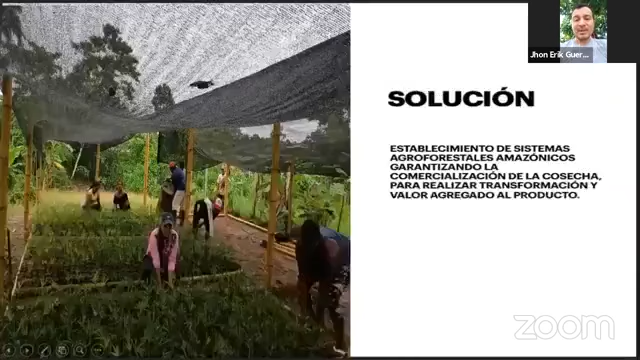 Jhon Erik Guer...
SOLUCIÓN
ESTABLECIMIENTO DE SISTEMAS
AGROFORESTALES AMAZÓNICOS
GARANTIZANDO LA
COMERCIALIZACIÓN DE LA COSECHA,
PARA REALIZAR TRANSFORMACIÓN Y
VALOR AGREGADO AL PRODUCTO.
zoom